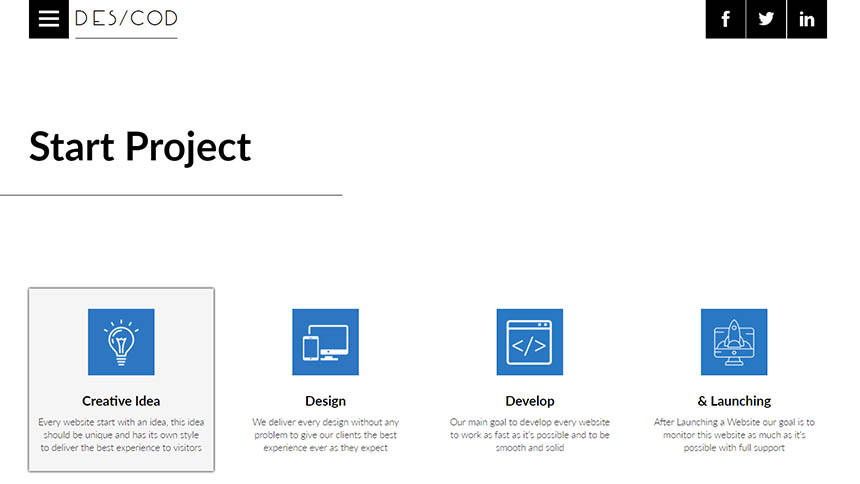 DES/COD
Start Project
Creative Idea
Every website start with an idea, this idea
should be unique and has its own style
to deliver the best experience to visitors
Design
We deliver every design without any
problem to give our clients the best
experience ever as they expect
Develop
</>
Our main goal to develop every website
to work as fast as it's possible and to be
smooth and solid
& Launching
After Launching a Website our goal is to
monitor this website as much as it's
possible with full support